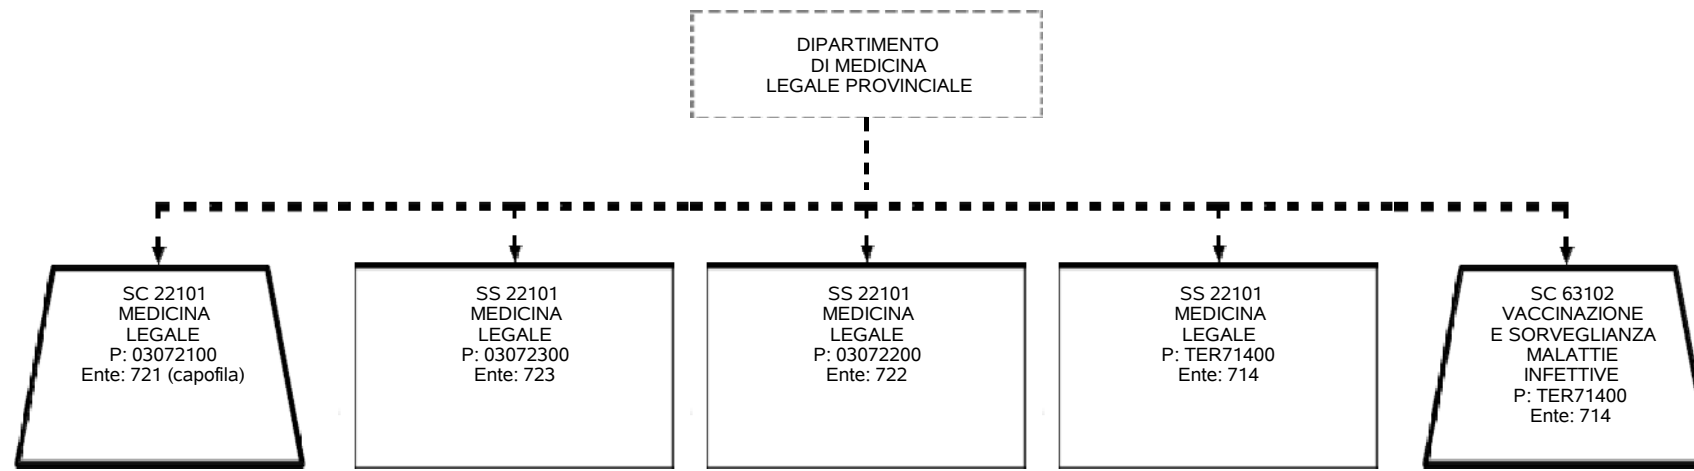 DIPARTIMENTO
DI MEDICINA
LEGALE PROVINCIALE
SC 22101
MEDICINA
LEGALE
P: 03072100
Ente: 721 (capofila)
SS 22101
MEDICINA
LEGALE
P: 03072300
Ente: 723
SS 22101
MEDICINA
LEGALE
P: 03072200
Ente: 722
SS 22101
MEDICINA
LEGALE
P: TER71400
Ente: 714
SC 63102
VACCINAZIONE
E SORVEGLIANZA
MALATTIE
INFETTIVE
P: TER71400
Ente: 714